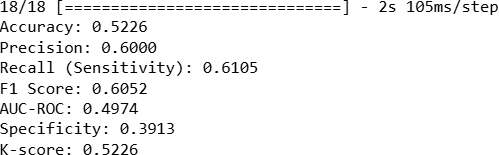 18/18 [==============================] - 2s 105ms/step
Accuracy: 0.5226
Precision: 0.6000
Recall (Sensitivity): 0.6105
F1 Score: 0.6052
AUC-ROC: 0.4974
Specificity: 0.3913
K-score: 0.5226